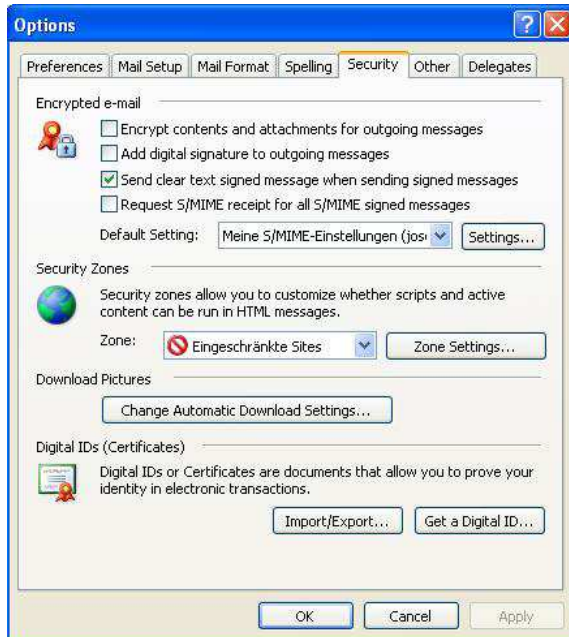 Options
Preferences Mail Setup Mail Format Spelling Security Other Delegates
Encrypted e-mail
Encrypt contents and attachments for outgoing messages
Add digital signature to outgoing messages
Send clear text signed message when sending signed messages
Request S/MIME receipt for all S/MIME signed messages
Default Setting: Meine S/MIME-Einstellungen Settings...
Security Zones
Security zones allow you to customize whether scripts and active
content can be run in HTML messages.
Zone: Eingeschränkte Sites Zone Settings...
Download Pictures
Change Automatic Download Settings...
Digital IDs (Certificates)
Digital IDs or Certificates are documents that allow you to prove your
identity in electronic transactions.
Import/Export... Get a Digital ID...
OK Cancel Apply